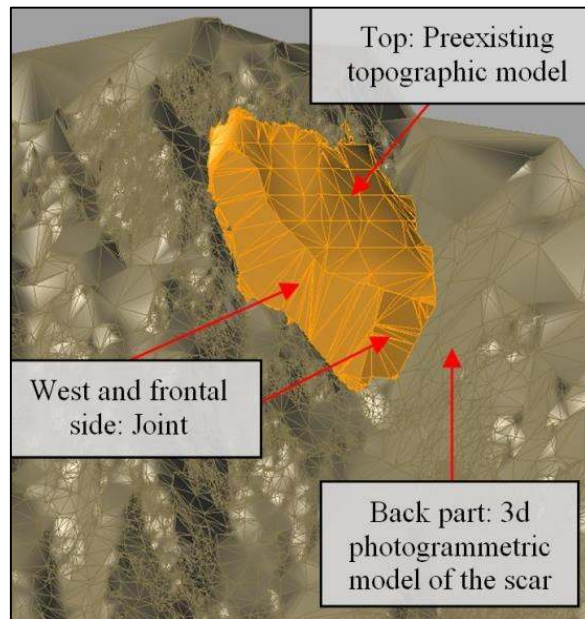 Top: Preexisting
topographic model
West and frontal
side: Joint
Back part: 3d
photogrammetric
model of the scar